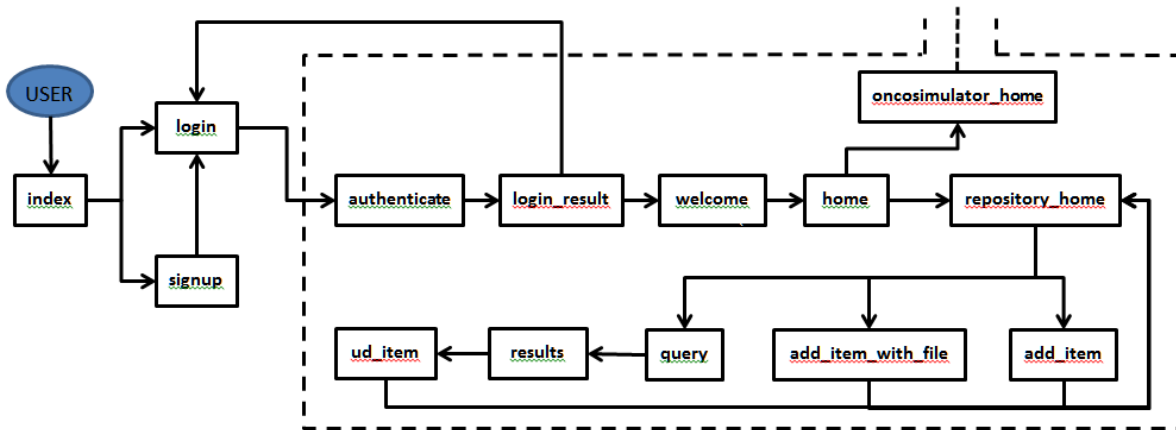 oncosimulator_home
USER
login
index
authenticate
login_result
welcome
home
repository_home
signup
ud_item
results
query
add_item_with_file
add_item